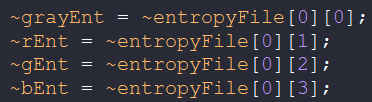 ~grayEnt = ~entropyFile[0][0];
~rEnt = ~entropyFile[0][1];
~gEnt = ~entropyFile[0][2];
~bEnt = ~entropyFile[0][3];